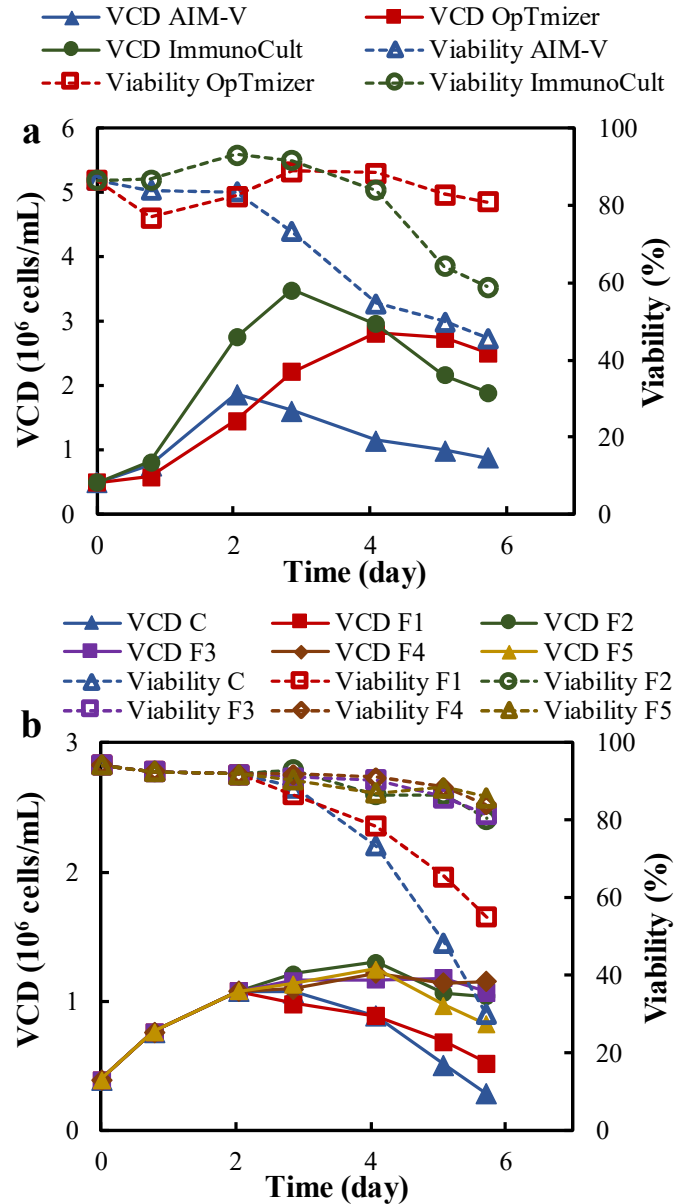 VCD AIM-V VCD OpTmizer
VCD ImmunoCult Viability AIM-V
Viability OpTmizer Viability ImmunoCult
a
6 100
5 80
4 60
3
40
2
20
1
0 0
0 2 4 6
VCD (10⁶ cells/mL)
Viability (%)
Time (day)
VCD C VCD F1 VCD F2
VCD F3 VCD F4 VCD F5
Viability C Viability F1 Viability F2
Viability F3 Viability F4 Viability F5
b
3 100
80
2 60
40
1
20
0 0
0 2 4 6
VCD (10⁶ cells/mL)
Viability (%)
Time (day)